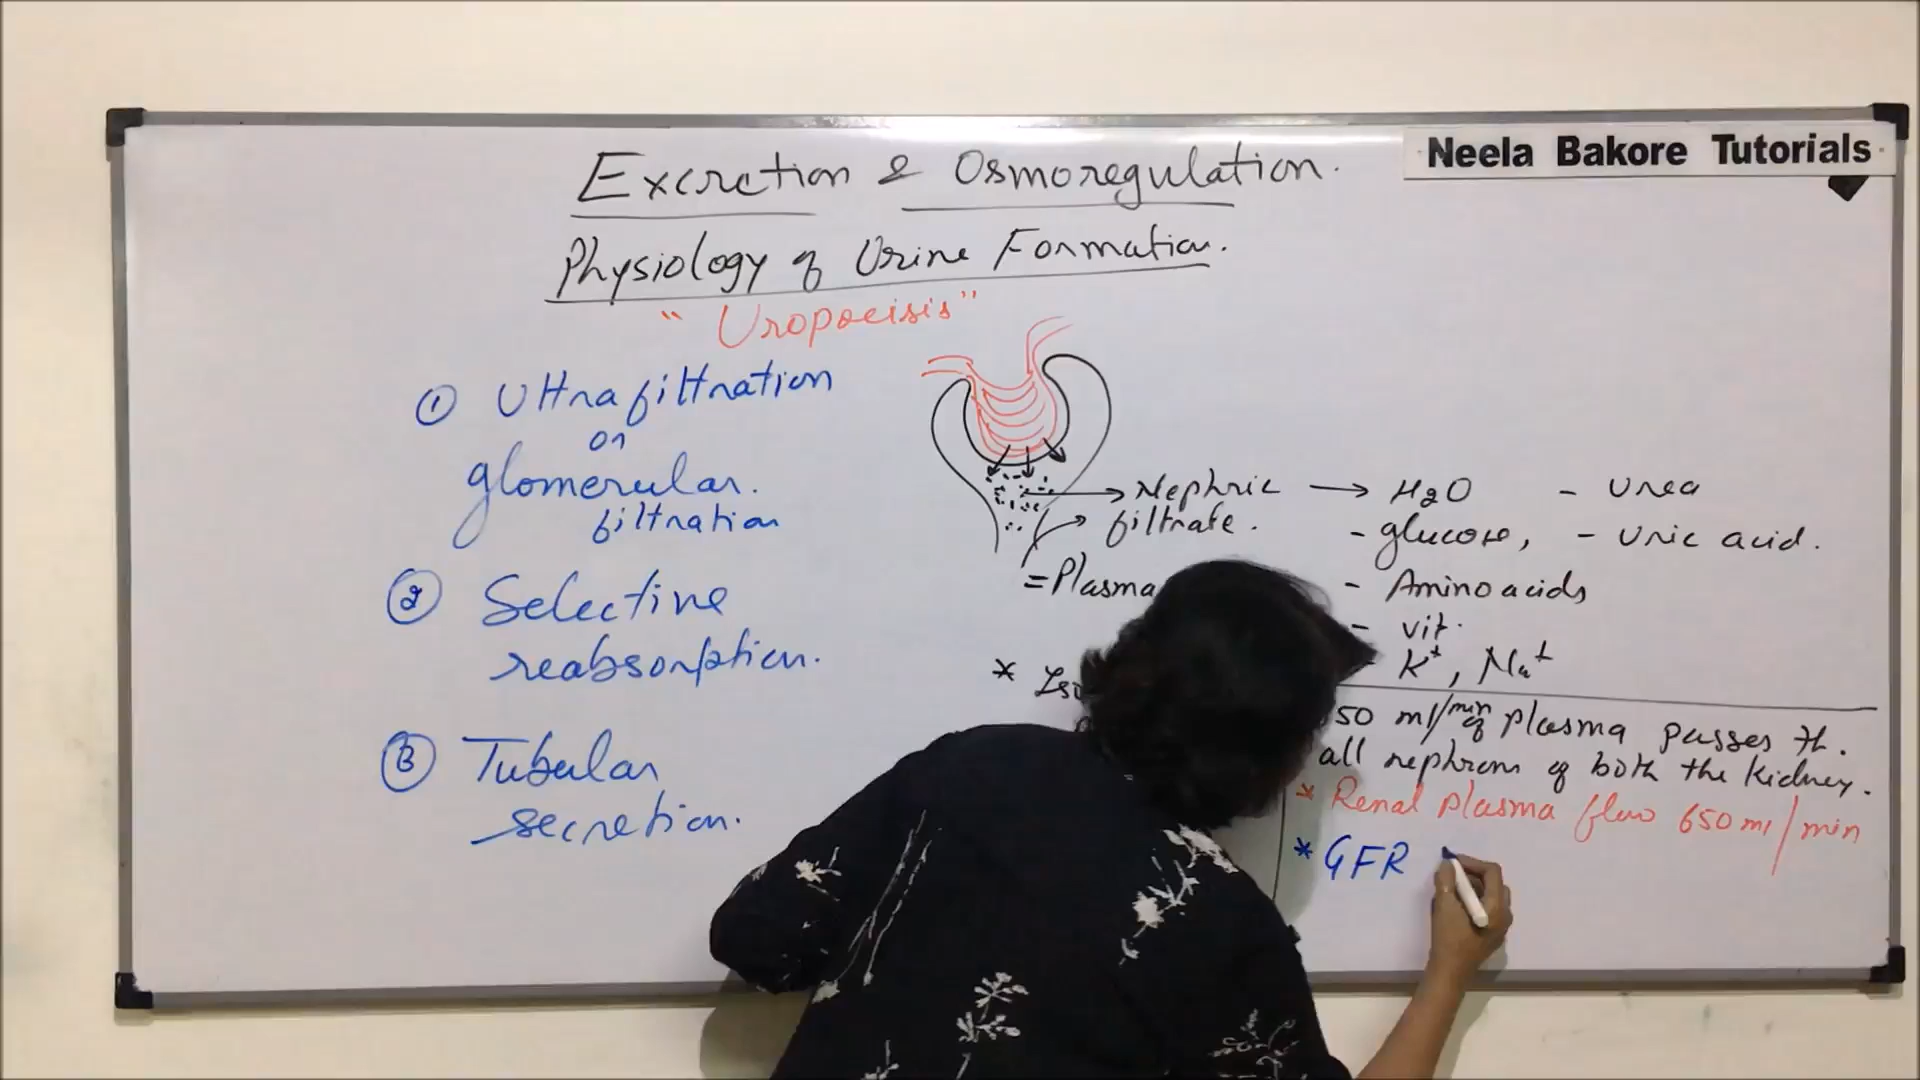 Neela Bakore Tutorials
Excretion & Osmoregulation.
Physiology of Urine Formation.
"Uropoeisis"
① Ultrafiltration
or
glomerular.
filtration
② Selective
reabsorption.
③ Tubular
secretion.
Nephric
filtrate.
= Plasma
* Iso
H2O - Urea
- glucose, - Uric acid.
- Amino acids
- vit.
K+, Na+
50 ml/min of plasma passes th.
all nephrons of both the kidney.
* Renal plasma flow 650 ml/min
* GFR